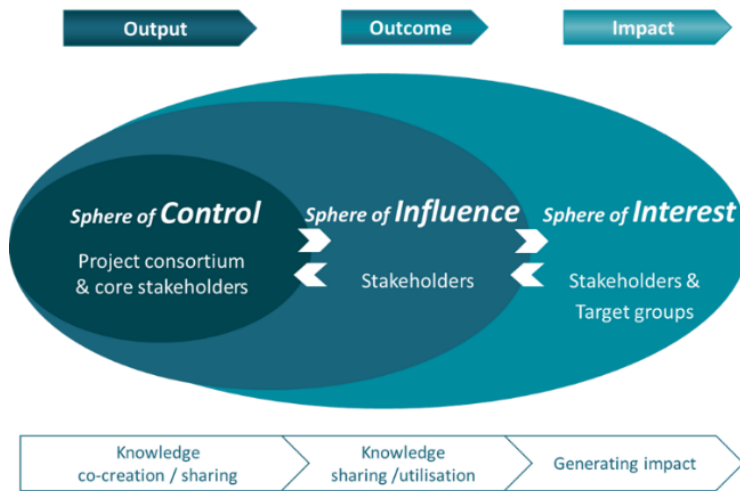 Output
Outcome
Impact
Sphere of Control
Project consortium
& core stakeholders
Sphere of Influence
Stakeholders
Sphere of Interest
Stakeholders &
Target groups
Knowledge
co-creation / sharing
Knowledge
sharing /utilisation
Generating impact